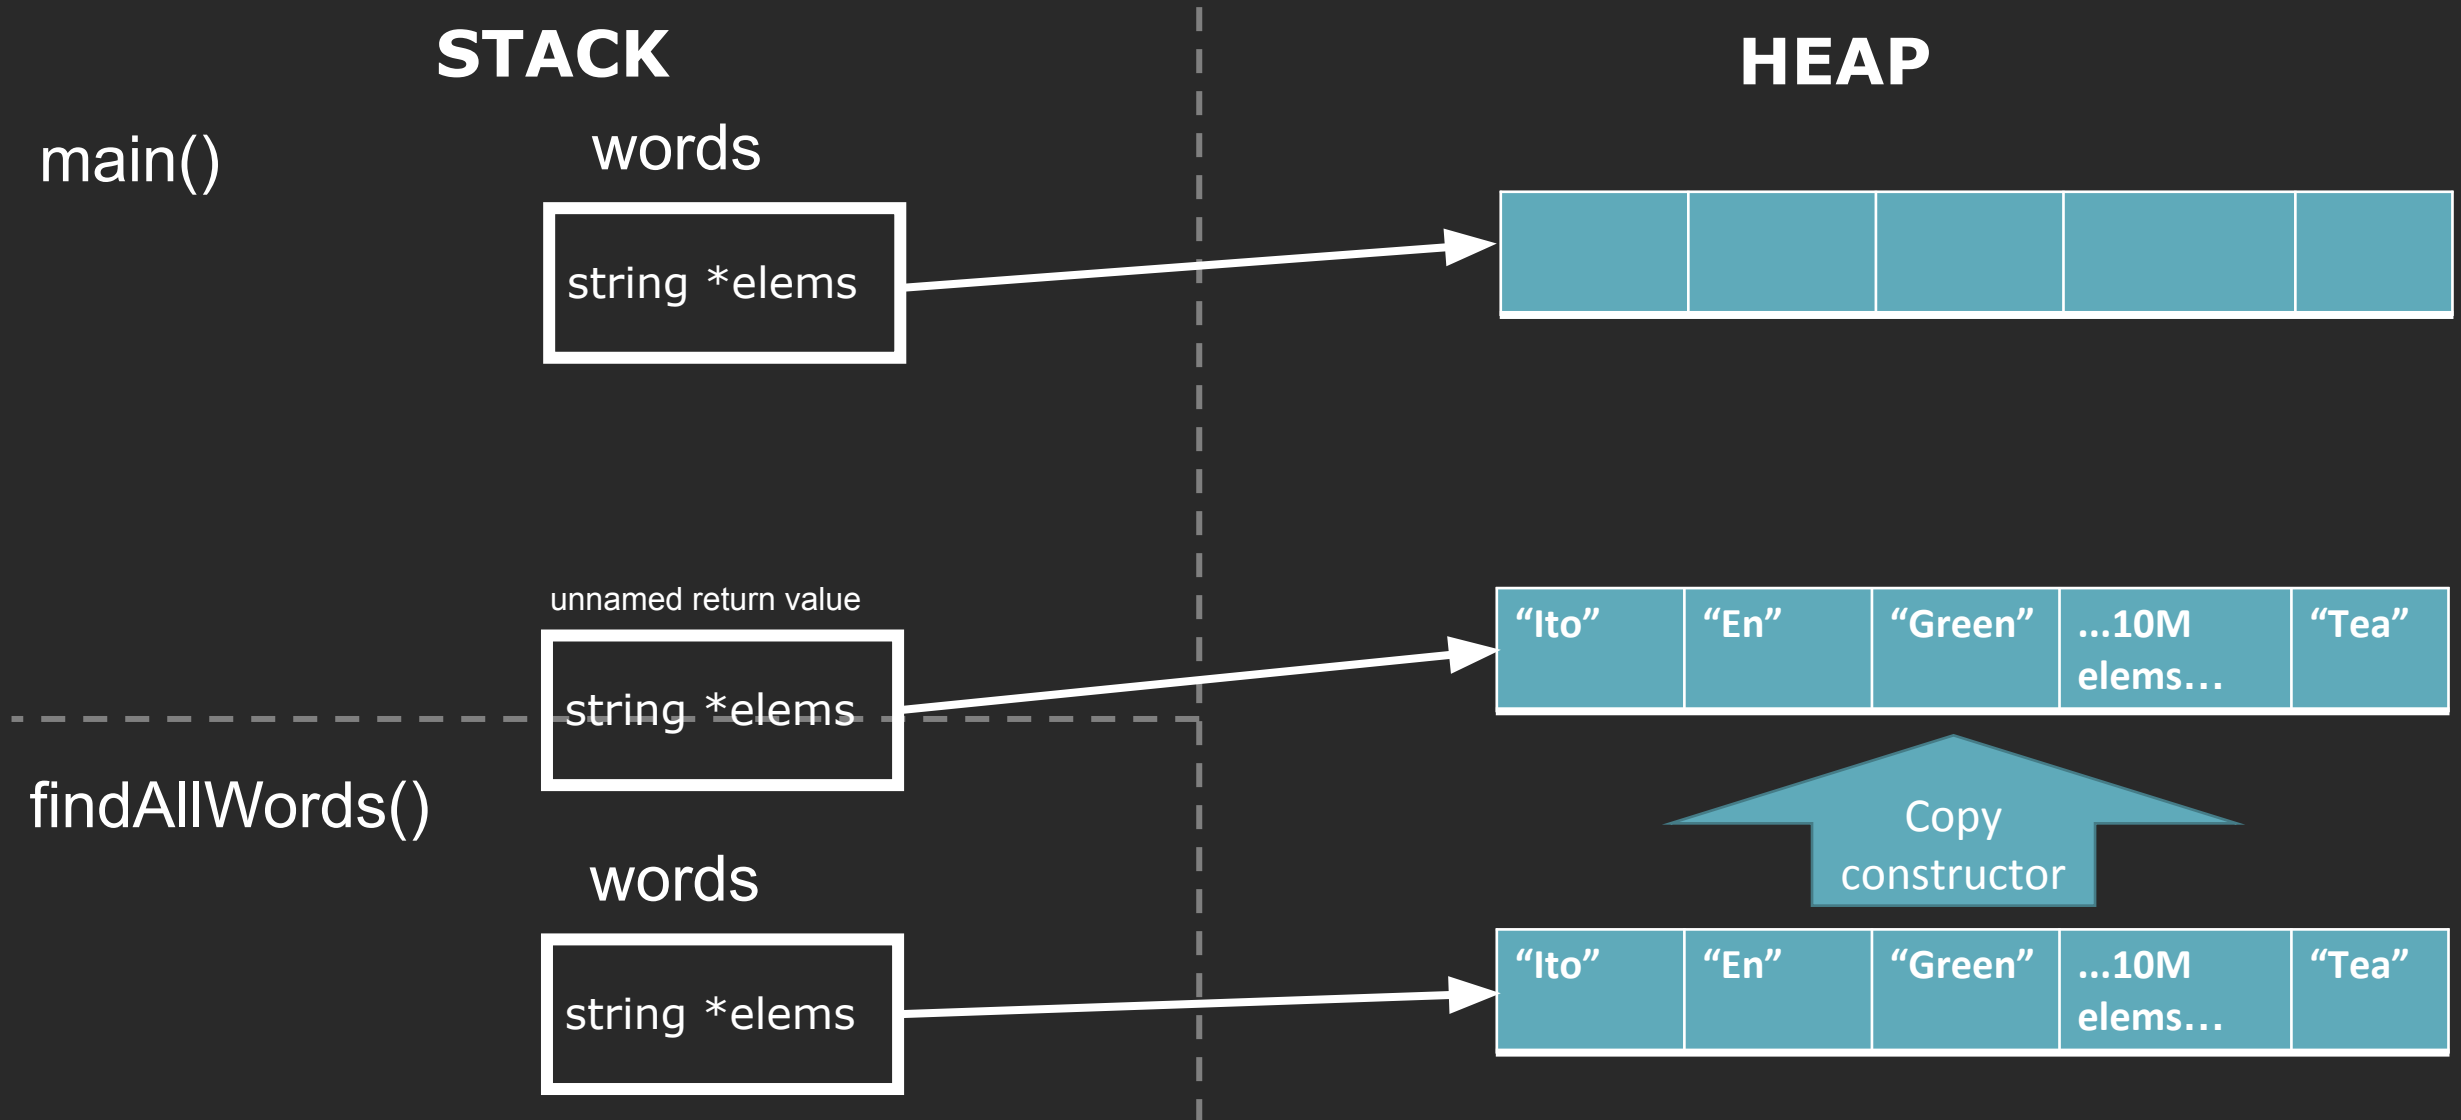 STACK
HEAP
main()
words
string *elems
unnamed return value
string *elems
“Ito” “En” “Green” ...10M “Tea”
elems...
findAllWords()
Copy
constructor
words
string *elems
“Ito” “En” “Green” ...10M “Tea”
elems...